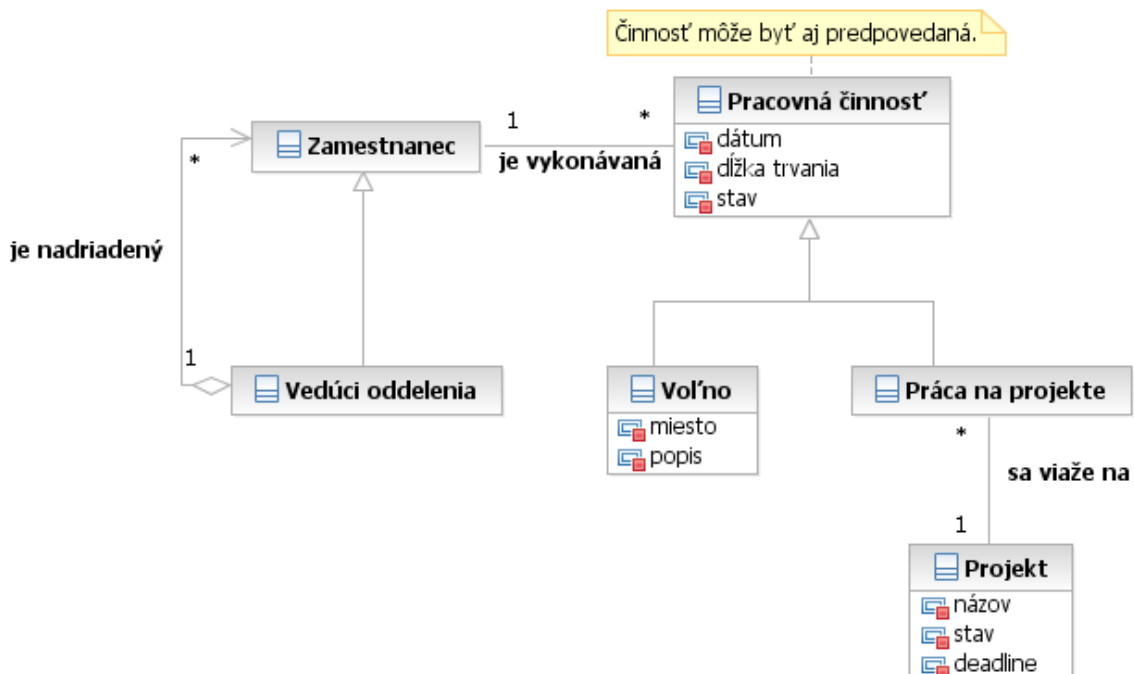 Činnosť môže byť aj predpovedaná.
Pracovná činnosť
dátum
dĺžka trvania
stav
1
*
je vykonávaná
Zamestnanec
*
je nadriadený
1
Vedúci oddelenia
Voľno
miesto
popis
Práca na projekte
*
sa viaže na
1
Projekt
názov
stav
deadline